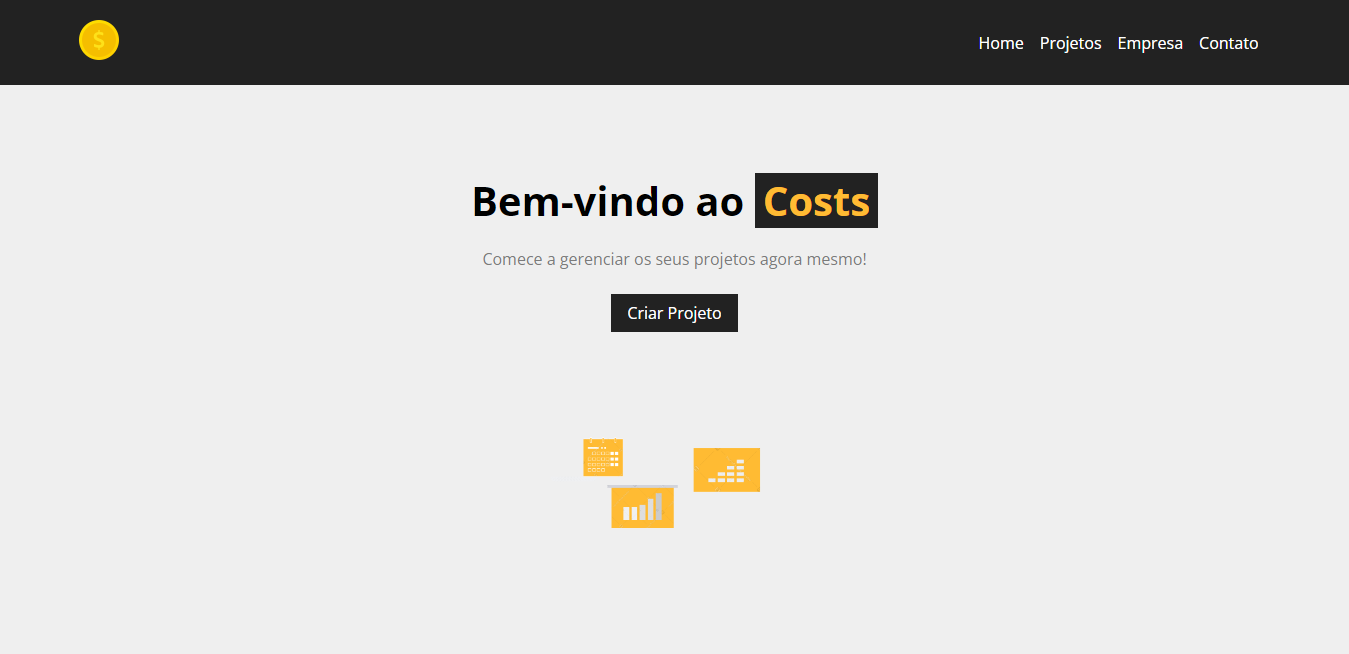 $
Home Projetos Empresa Contato
Bem-vindo ao Costs
Comece a gerenciar os seus projetos agora mesmo!
Criar Projeto